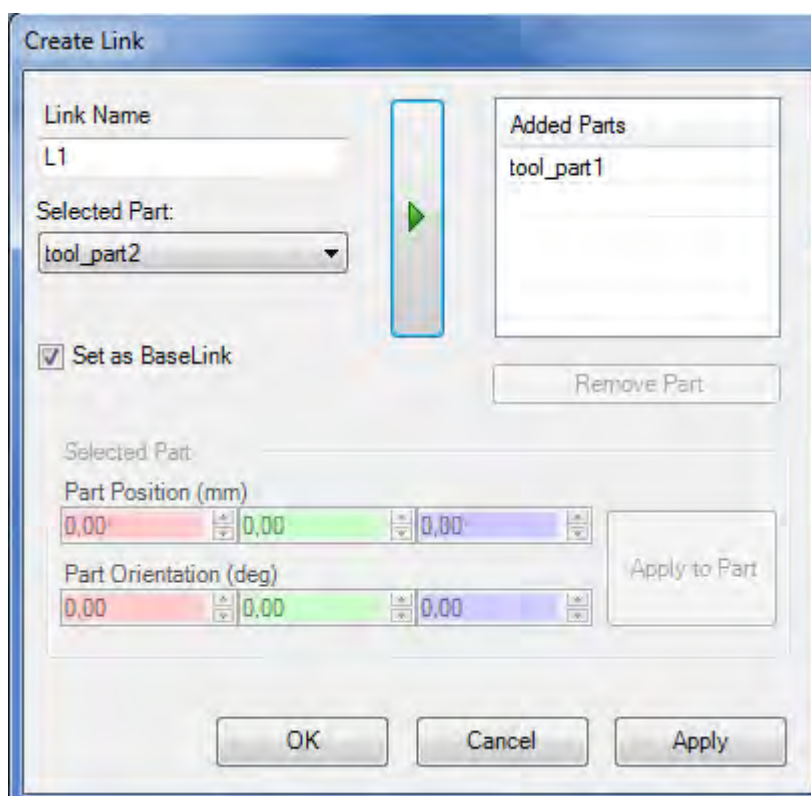 Create Link
Link Name
L1
Selected Part:
tool_part2
Set as BaseLink
Added Parts
tool_part1
Remove Part
Selected Part
Part Position (mm)
0,00 0,00 0,00
Part Orientation (deg)
0,00 0,00 0,00
Apply to Part
OK Cancel Apply